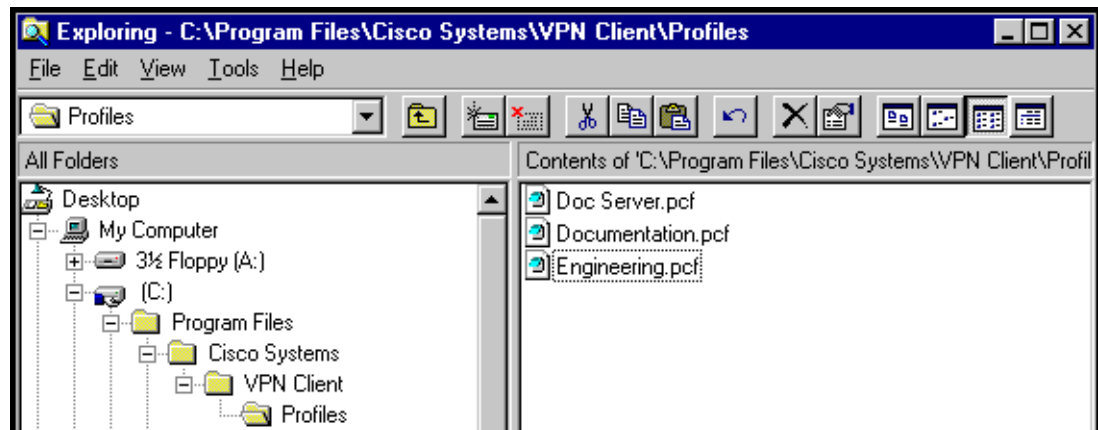 Exploring - C:\Program Files\Cisco Systems\VPN Client\Profiles
File Edit View Tools Help
Profiles
All Folders
Contents of 'C:\Program Files\Cisco Systems\VPN Client\Profil
Desktop
My Computer
3½ Floppy (A:)
(C:)
Program Files
Cisco Systems
VPN Client
Profiles
Doc Server.pcf
Documentation.pcf
Engineering.pcf